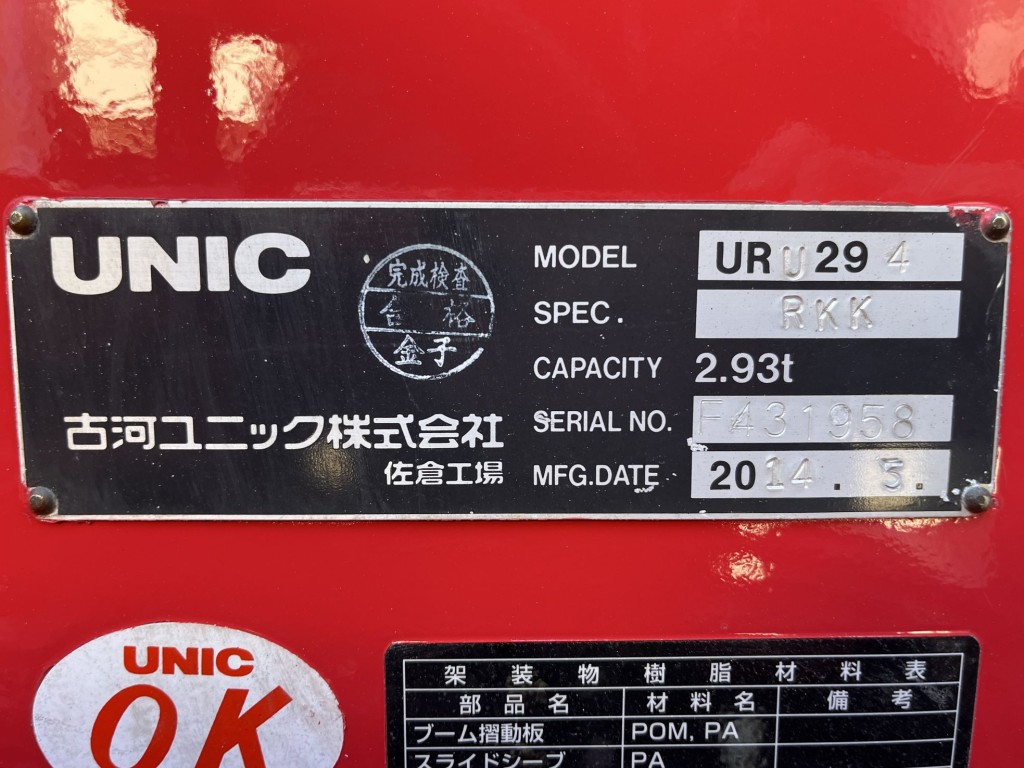 UNIC
完成検査
合格
金子
古河ユニック株式会社
佐倉工場
MODEL URU294
SPEC. RKK
CAPACITY 2.93t
SERIAL NO. F431958
MFG.DATE 2014.5.
UNIC
OK
架装物樹脂材料表
部品名 材料名 備考
ブーム摺動板 POM, PA
スライドシーブ PA